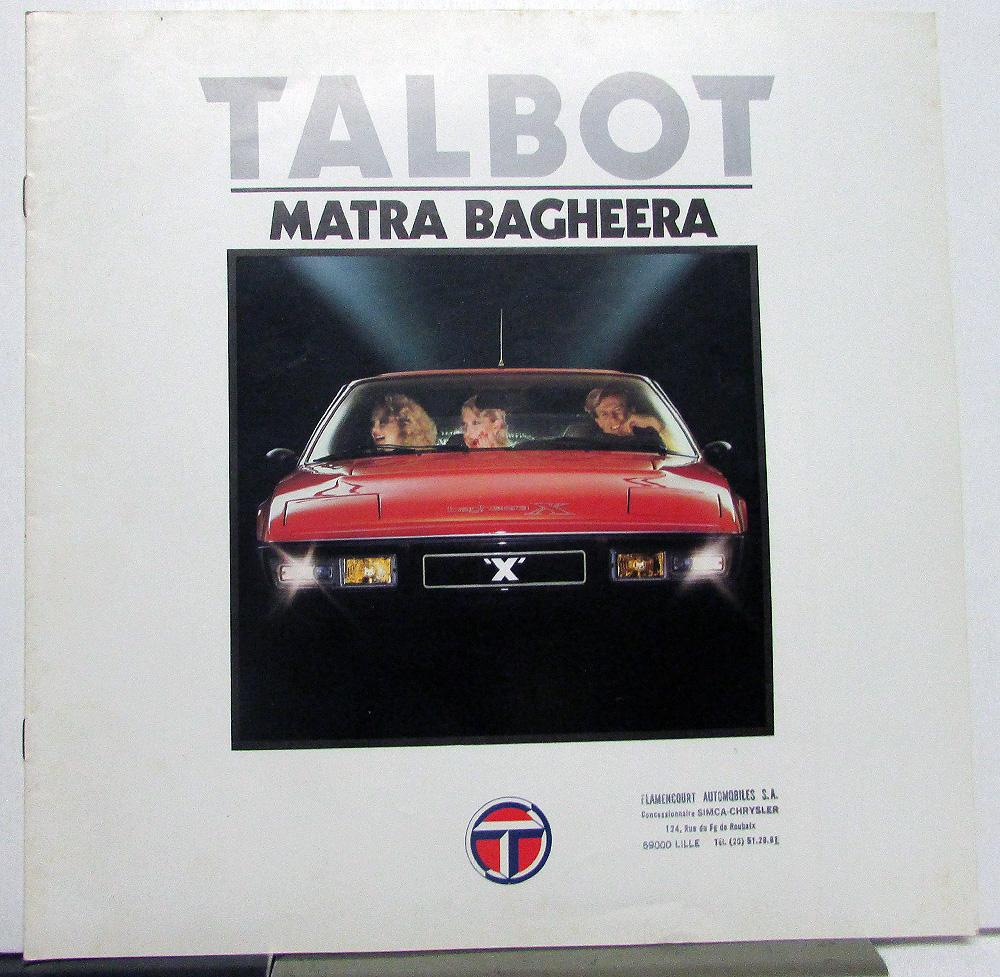 TALBOT
MATRA BAGHEERA
bagheera X
'X'
T
FLAMENCOURT AUTOMOBILES S.A.
Concessionnaire SIMCA-CHRYSLER
124, Rue du Fg de Roubaix
59000 LILLE Tél. (20) 51.28.81